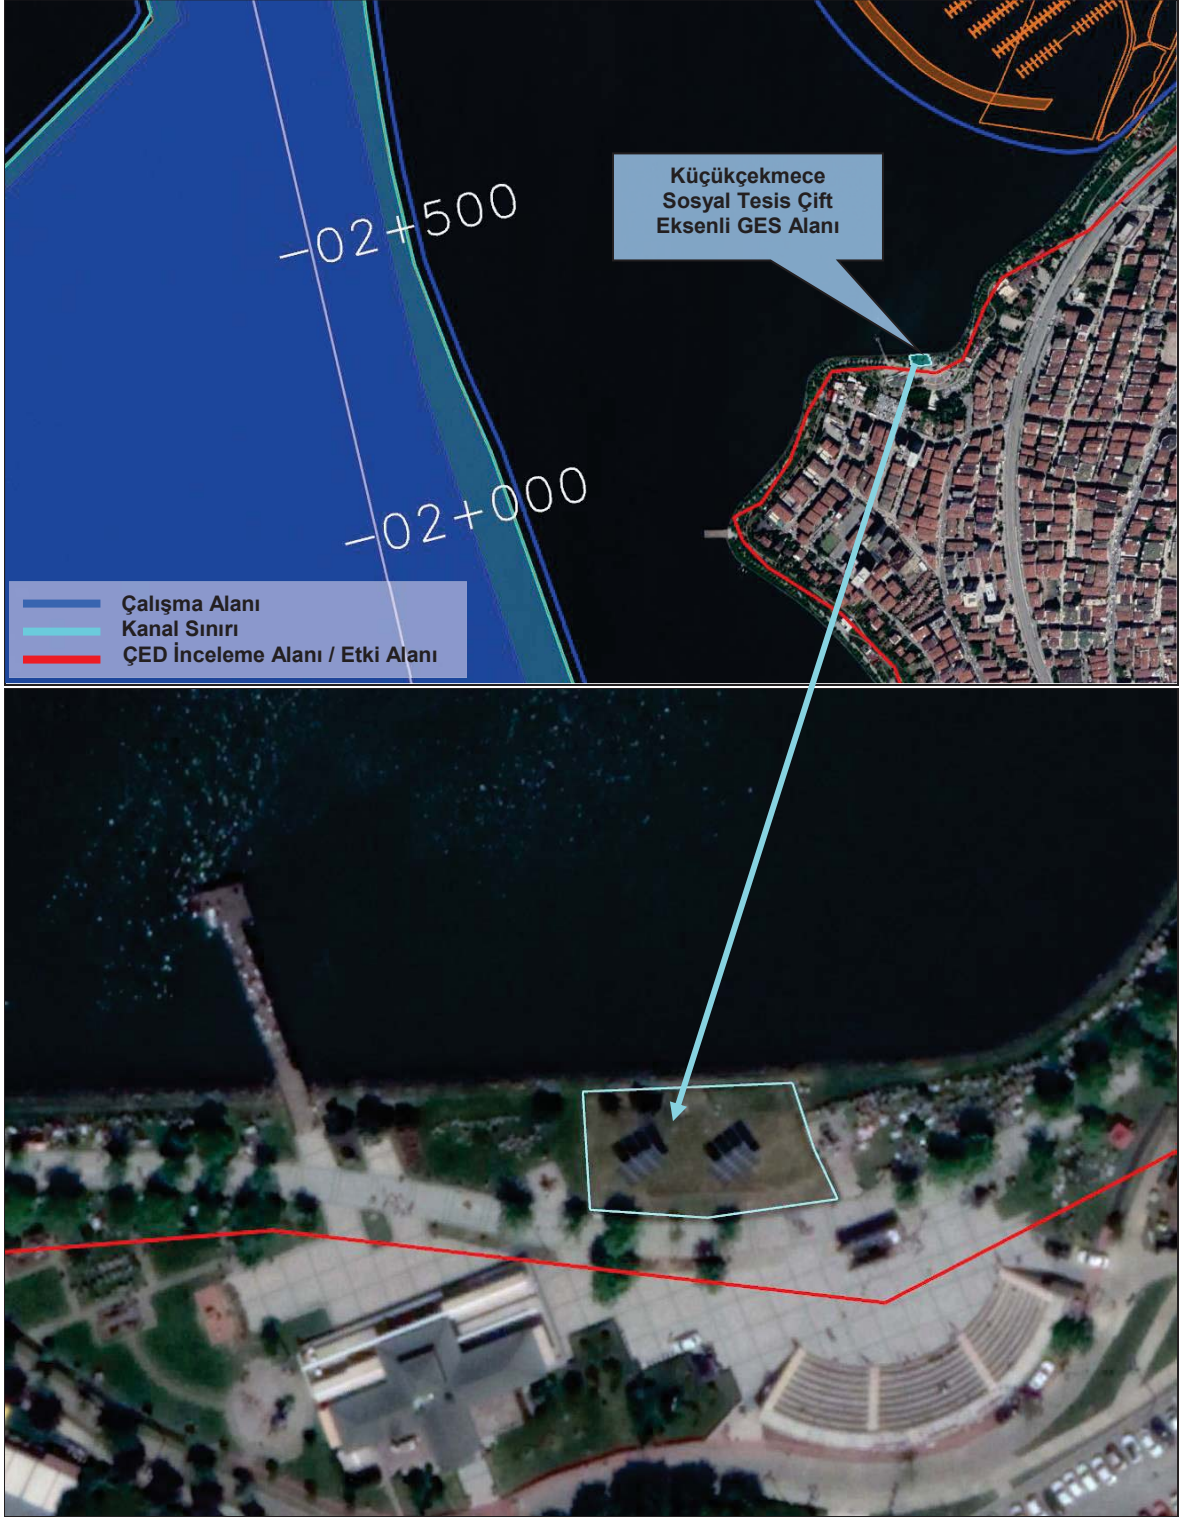 Küçükçekmece
Sosyal Tesis Çift
Eksenli GES Alanı
-02+500
-02+000
Çalışma Alanı
Kanal Sınırı
ÇED İnceleme Alanı / Etki Alanı